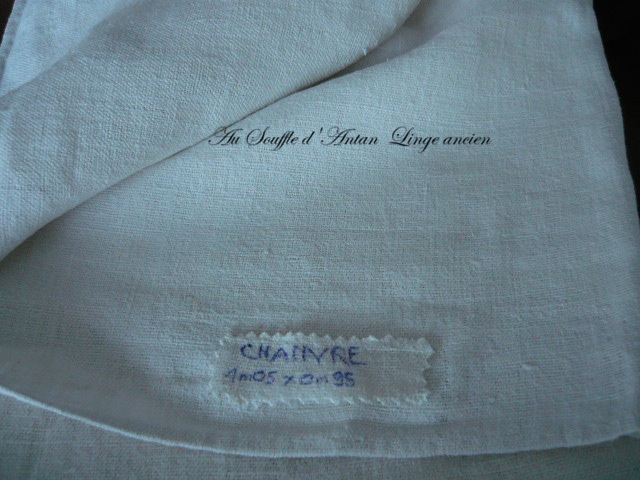 Au Souffle d'Antan Linge ancien
CHANVRE
1m05 x 0m95